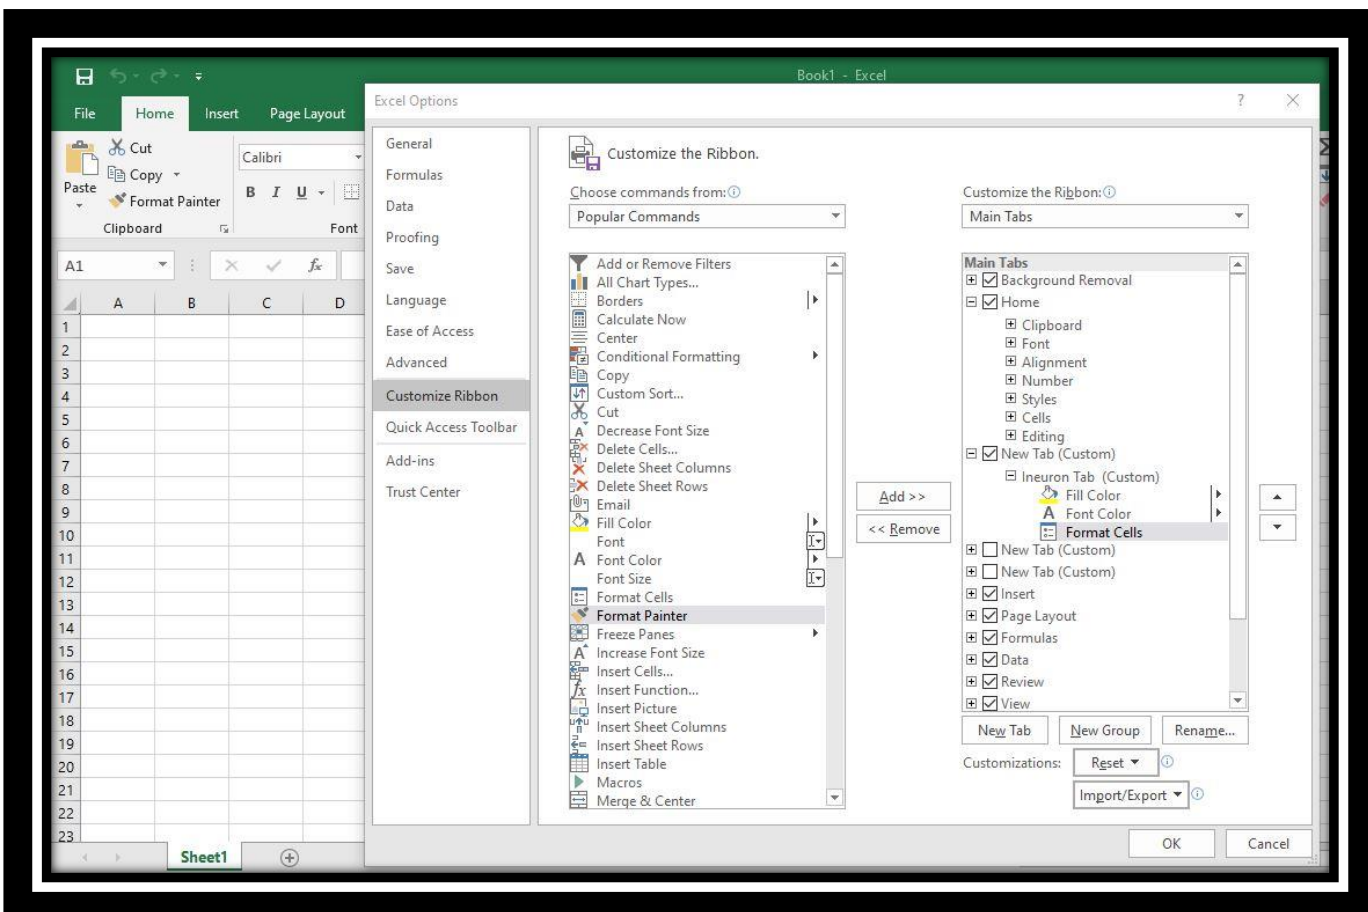 Book1 - Excel
File Home Insert Page Layout
Cut
Copy
Format Painter
Paste
Clipboard
Calibri
B I U
Font
A1
fx
A B C D
1
2
3
4
5
6
7
8
9
10
11
12
13
14
15
16
17
18
19
20
21
22
23
Sheet1
Excel Options
?
General
Formulas
Data
Proofing
Save
Language
Ease of Access
Advanced
Customize Ribbon
Quick Access Toolbar
Add-ins
Trust Center
Customize the Ribbon.
Choose commands from:
Popular Commands
Add or Remove Filters
All Chart Types...
Borders
Calculate Now
Center
Conditional Formatting
Copy
Custom Sort...
Cut
Decrease Font Size
Delete Cells...
Delete Sheet Columns
Delete Sheet Rows
Email
Fill Color
Font
Font Color
Font Size
Format Cells
Format Painter
Freeze Panes
Increase Font Size
Insert Cells...
Insert Function...
Insert Picture
Insert Sheet Columns
Insert Sheet Rows
Insert Table
Macros
Merge & Center
Add >>
<< Remove
Customize the Ribbon:
Main Tabs
Main Tabs
Background Removal
Home
Clipboard
Font
Alignment
Number
Styles
Cells
Editing
New Tab (Custom)
Ineuron Tab (Custom)
Fill Color
Font Color
Format Cells
New Tab (Custom)
New Tab (Custom)
Insert
Page Layout
Formulas
Data
Review
View
New Tab New Group Rename...
Customizations: Reset
Import/Export
OK Cancel